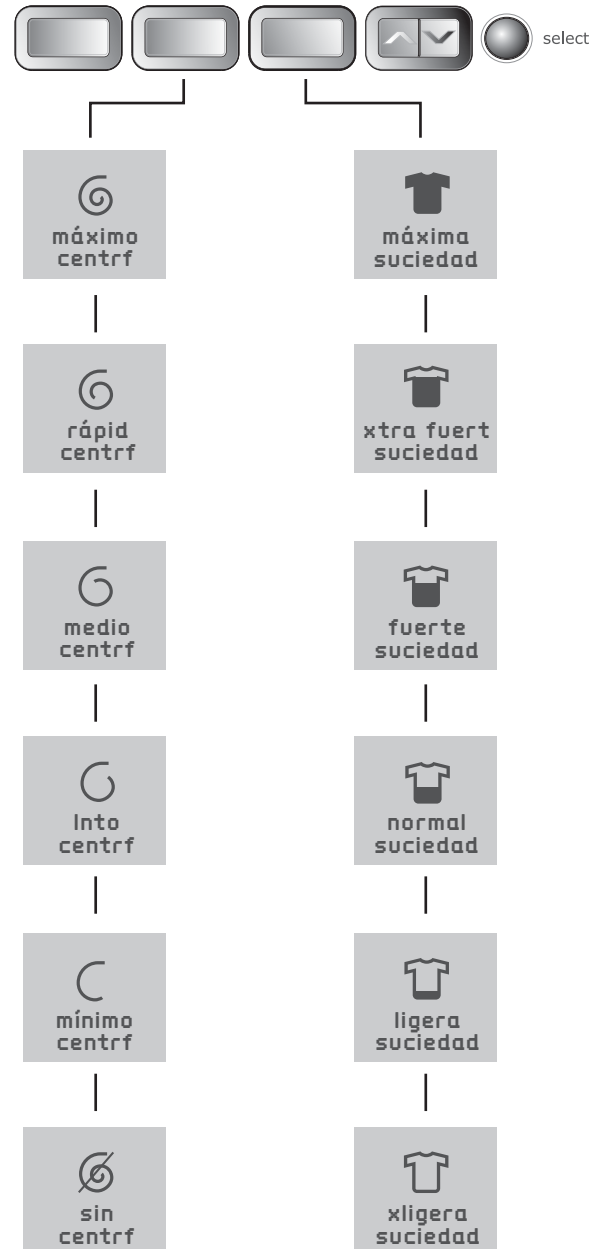 select
máximo
centrf
máxima
suciedad
rápid
centrf
xtra fuert
suciedad
medio
centrf
fuerte
suciedad
lnto
centrf
normal
suciedad
mínimo
centrf
ligera
suciedad
sin
centrf
xligera
suciedad